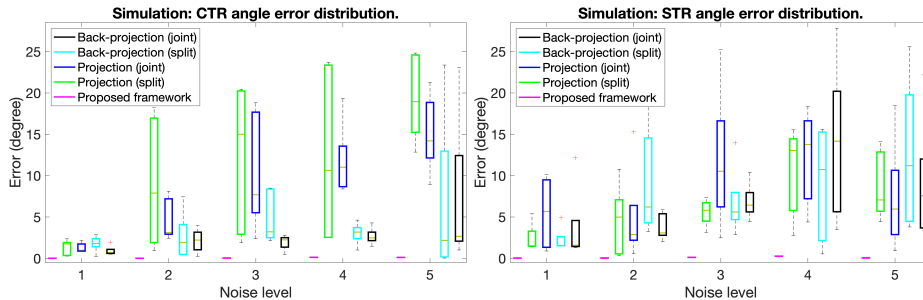 Simulation: CTR angle error distribution.
Error (degree)
25
20
15
10
5
0
Back-projection (joint)
Back-projection (split)
Projection (joint)
Projection (split)
Proposed framework
1 2 3 4 5
Noise level
Simulation: STR angle error distribution.
Error (degree)
25
20
15
10
5
0
Back-projection (joint)
Back-projection (split)
Projection (joint)
Projection (split)
Proposed framework
1 2 3 4 5
Noise level